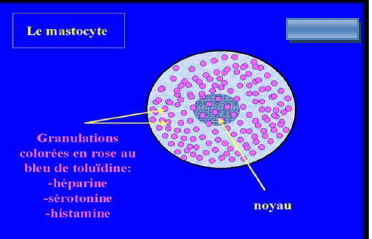 Le mastocyte
Granulations
colorées en rose au
bleu de toluïdine:
-héparine
-sérotonine
-histamine
noyau